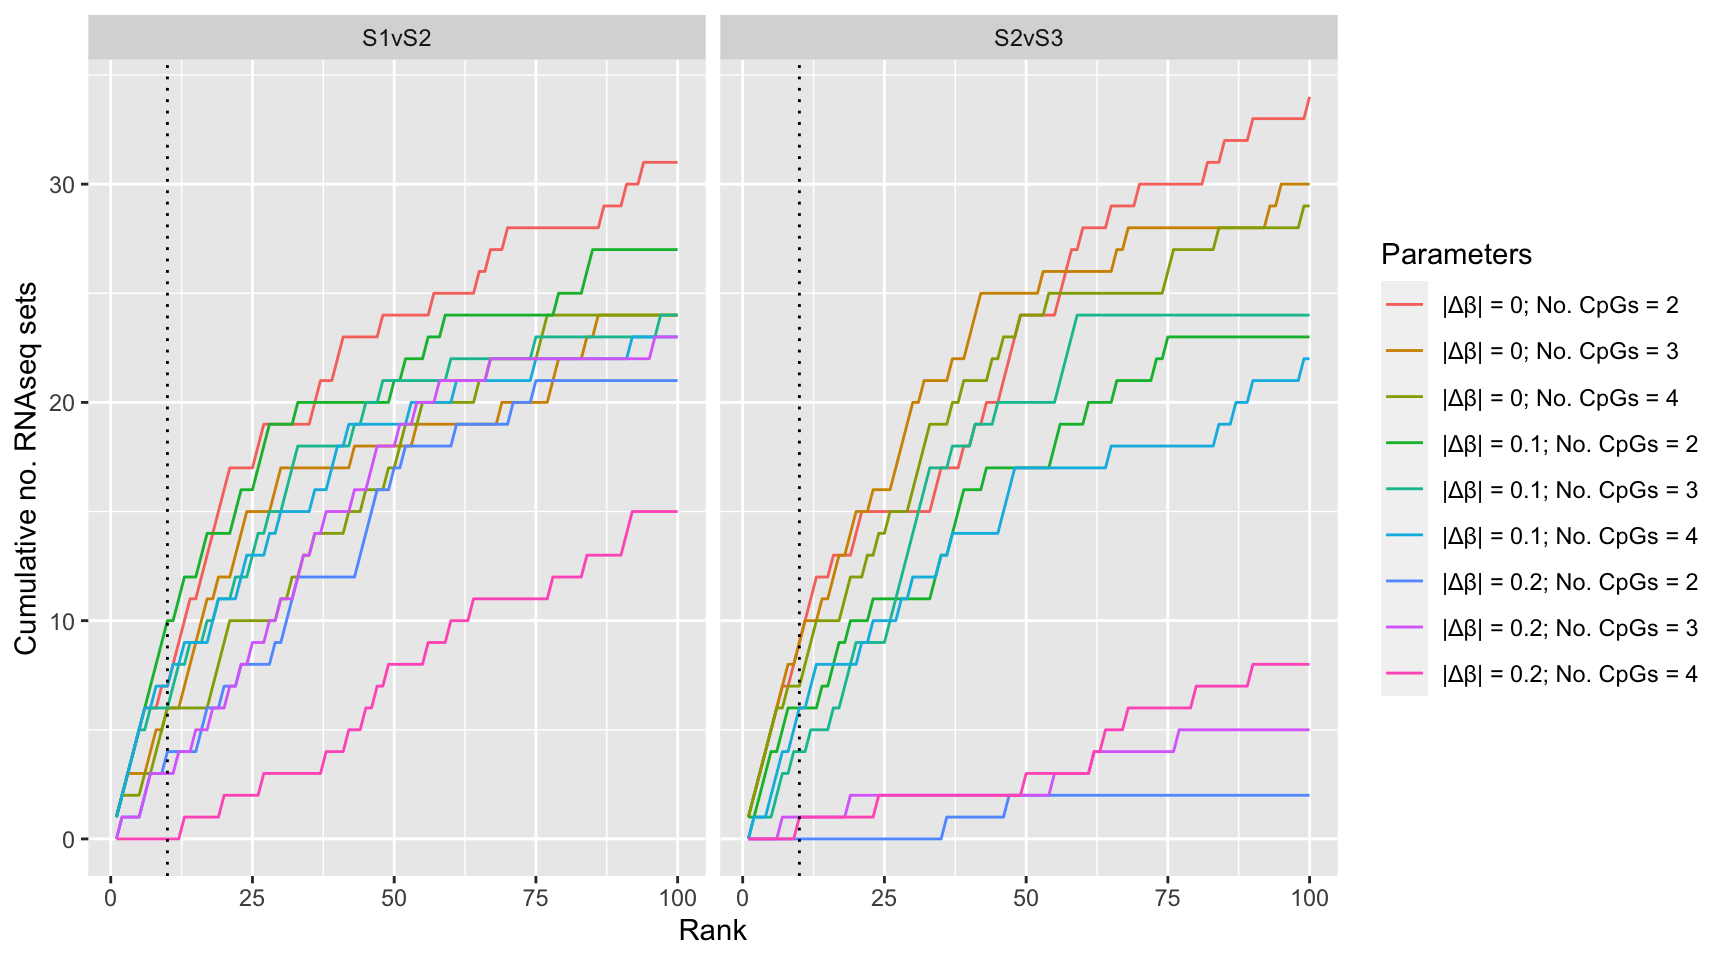 S1vS2
S2vS3
Cumulative no. RNAseq sets
30
20
10
0
0 25 50 75 100
0 25 50 75 100
Rank
Parameters
|Δβ| = 0; No. CpGs = 2
|Δβ| = 0; No. CpGs = 3
|Δβ| = 0; No. CpGs = 4
|Δβ| = 0.1; No. CpGs = 2
|Δβ| = 0.1; No. CpGs = 3
|Δβ| = 0.1; No. CpGs = 4
|Δβ| = 0.2; No. CpGs = 2
|Δβ| = 0.2; No. CpGs = 3
|Δβ| = 0.2; No. CpGs = 4